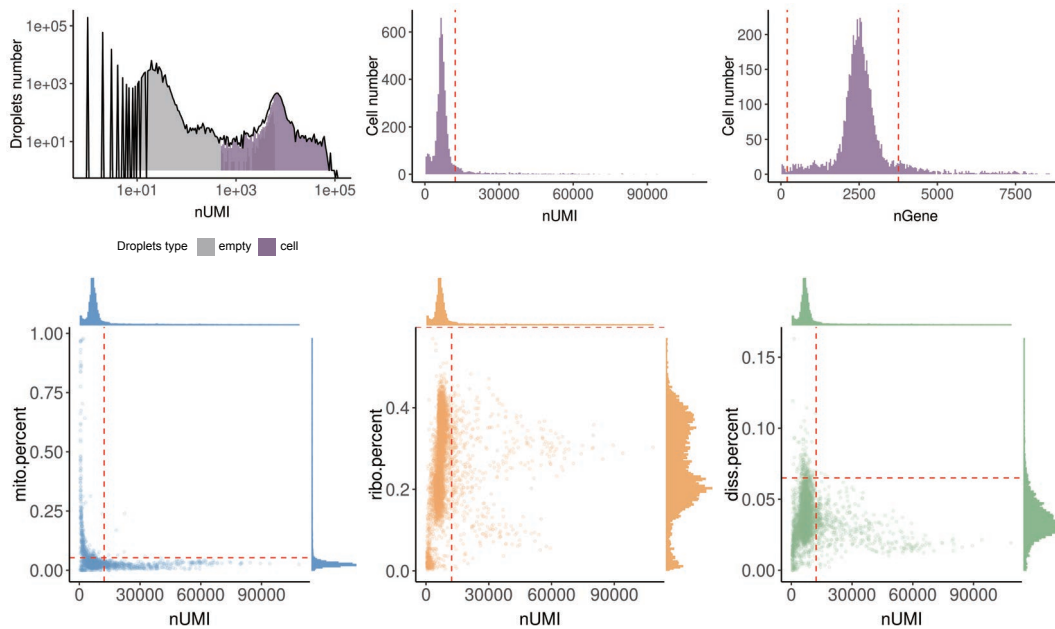 Droplets number
1e+05
1e+03
1e+01
1e+01 1e+03 1e+05
nUMI
Droplets type empty cell
Cell number
600
400
200
0
0 30000 60000 90000
nUMI
Cell number
200
150
100
50
0
0 2500 5000 7500
nGene
mito.percent
1.00
0.75
0.50
0.25
0.00
0 30000 60000 90000
nUMI
ribo.percent
0.4
0.2
0.0
0 30000 60000 90000
nUMI
diss.percent
0.15
0.10
0.05
0.00
0 30000 60000 90000
nUMI